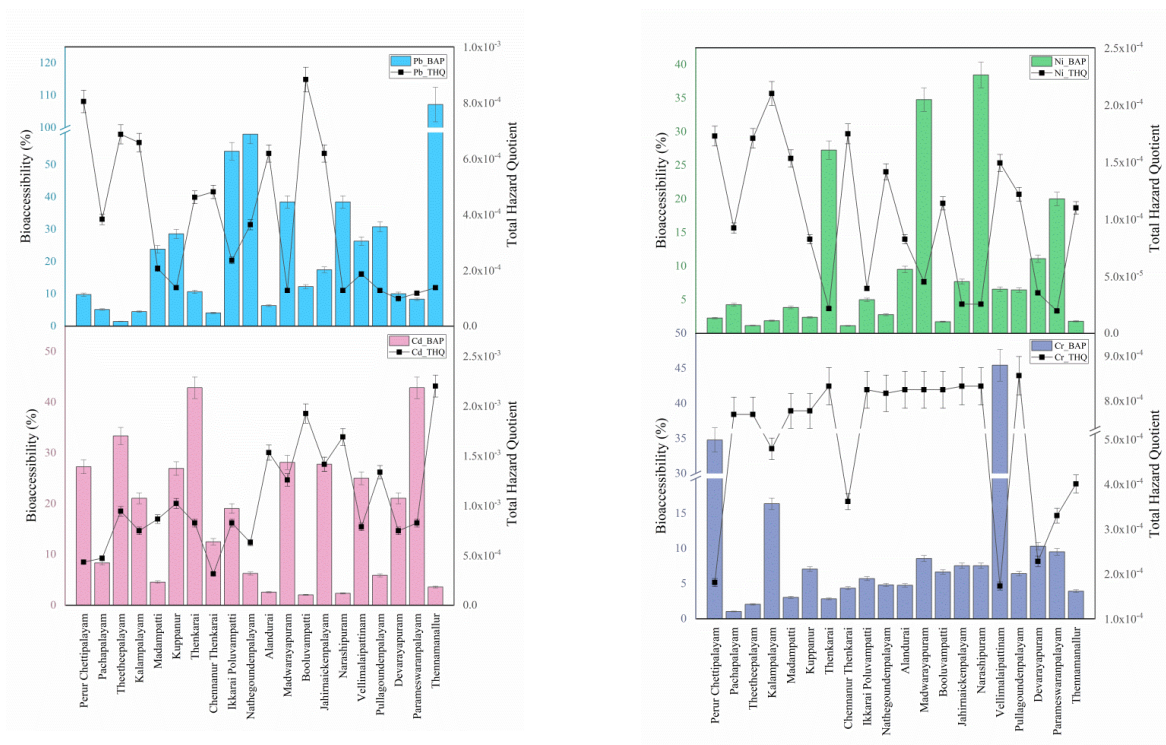 120
110
100
50
40
30
20
10
0
Bioaccessibility (%)
Pb_BAP
Pb_THQ
1.0x10⁻³
8.0x10⁻⁴
6.0x10⁻⁴
4.0x10⁻⁴
2.0x10⁻⁴
0.0
Total Hazard Quotient
50
40
30
20
10
0
Bioaccessibility (%)
Cd_BAP
Cd_THQ
2.5x10⁻³
2.0x10⁻³
1.5x10⁻³
1.0x10⁻³
5.0x10⁻⁴
0.0
Total Hazard Quotient
Perur Chettipalayam
Pachapalayam
Theetheepalayam
Kalampalayam
Madampatti
Kuppanur
Thenkarai
Chennanur Thenkarai
Ikkarai Poluvampatti
Nathegoundenpalayam
Alandurai
Madwarayapuram
Booluvampatti
Jahirnaickenpalayam
Narashipuram
Vellimalaipattinam
Pullagoundenpalayam
Devarayapuram
Parameswaranpalayam
Thennamanallur
40
35
30
25
20
15
10
5
Bioaccessibility (%)
Ni_BAP
Ni_THQ
2.5x10⁻⁴
2.0x10⁻⁴
1.5x10⁻⁴
1.0x10⁻⁴
5.0x10⁻⁵
0.0
Total Hazard Quotient
50
45
40
35
30
15
10
5
0
Bioaccessibility (%)
Cr_BAP
Cr_THQ
9.0x10⁻⁴
8.0x10⁻⁴
5.0x10⁻⁴
4.0x10⁻⁴
3.0x10⁻⁴
2.0x10⁻⁴
1.0x10⁻⁴
Total Hazard Quotient
Perur Chettipalayam
Pachapalayam
Theetheepalayam
Kalampalayam
Madampatti
Kuppanur
Thenkarai
Chennanur Thenkarai
Ikkarai Poluvampatti
Nathegoundenpalayam
Alandurai
Madwarayapuram
Booluvampatti
Jahirnaickenpalayam
Narashipuram
Vellimalaipattinam
Pullagoundenpalayam
Devarayapuram
Parameswaranpalayam
Thennamanallur